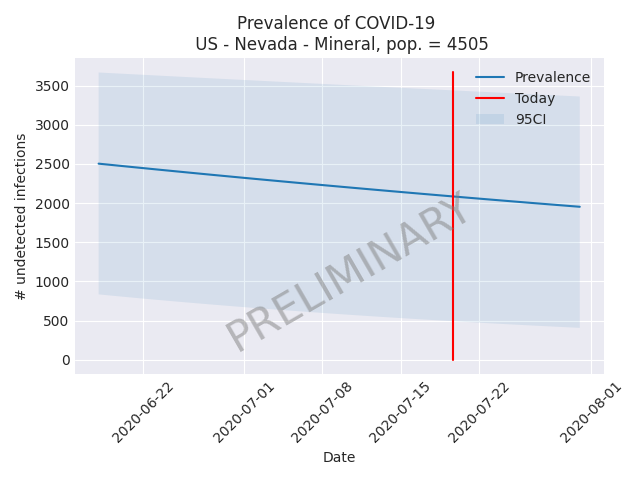 Prevalence of COVID-19
US - Nevada - Mineral, pop. = 4505
Prevalence
Today
95CI
3500
3000
2500
2000
1500
1000
500
0
# undetected infections
PRELIMINARY
2020-06-22
2020-07-01
2020-07-08
2020-07-15
2020-07-22
2020-08-01
Date